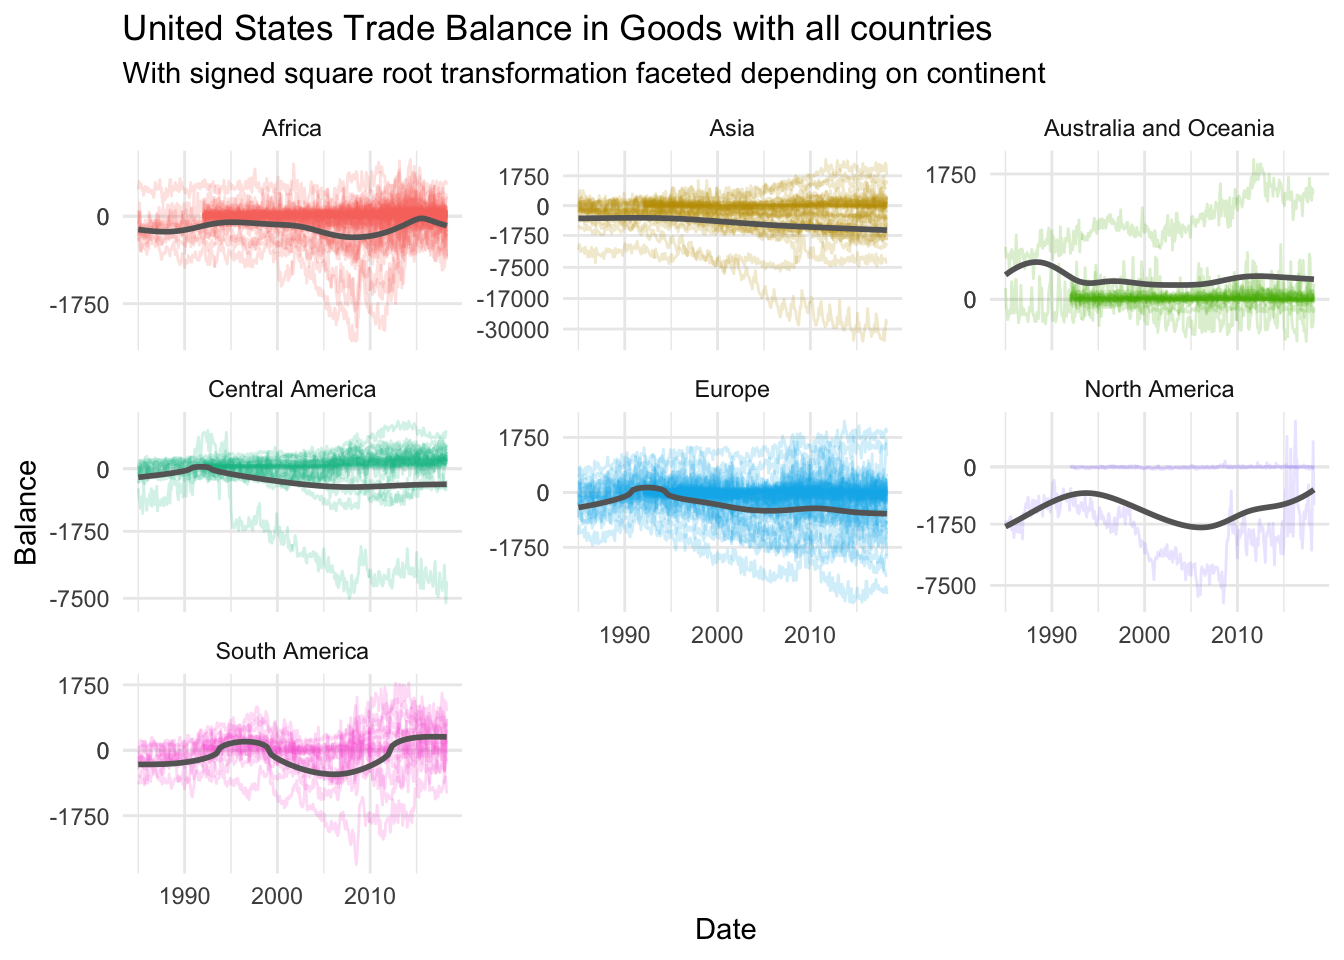 United States Trade Balance in Goods with all countries
With signed square root transformation faceted depending on continent
Africa
0
-1750
Asia
1750
0
-1750
-7500
-17000
-30000
Australia and Oceania
1750
0
Central America
0
-1750
-7500
Europe
1750
0
-1750
1990 2000 2010
North America
0
-1750
-7500
1990 2000 2010
South America
1750
0
-1750
1990 2000 2010
Balance
Date